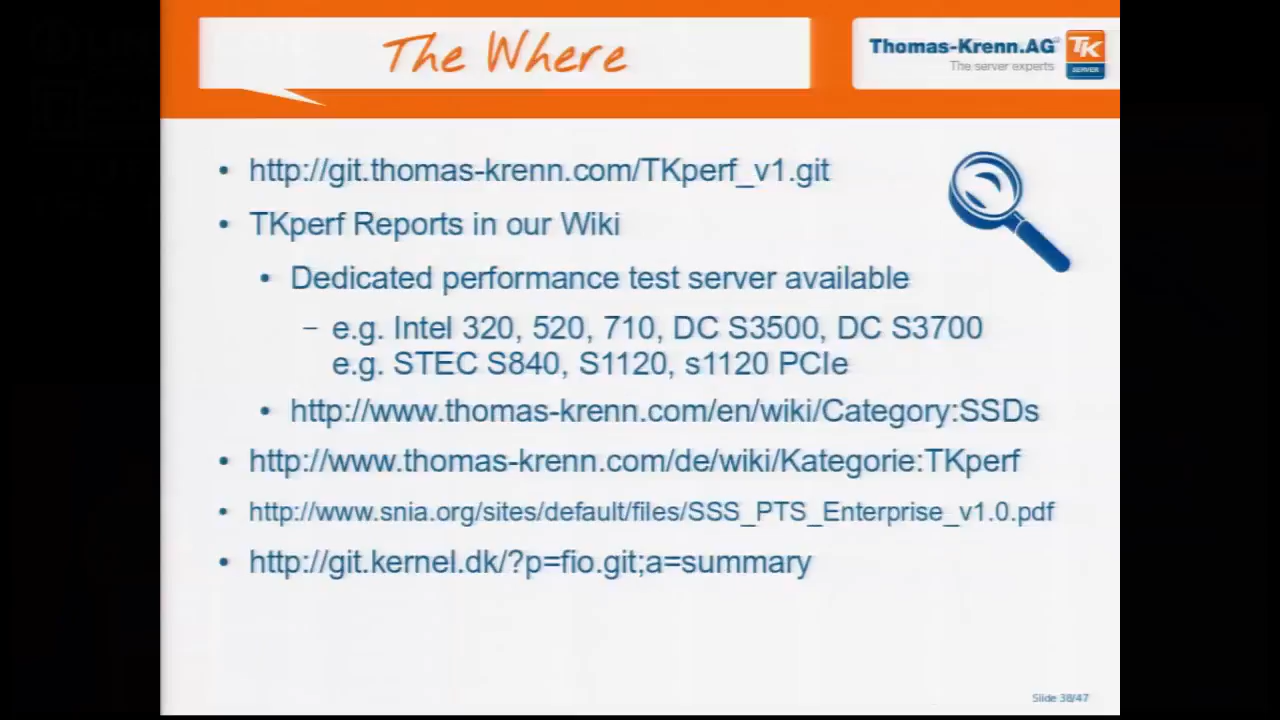 The Where
Thomas-Krenn.AG
The server experts
TK
SERVER
• http://git.thomas-krenn.com/TKperf_v1.git
• TKperf Reports in our Wiki
• Dedicated performance test server available
– e.g. Intel 320, 520, 710, DC S3500, DC S3700
e.g. STEC S840, S1120, s1120 PCIe
• http://www.thomas-krenn.com/en/wiki/Category:SSDs
• http://www.thomas-krenn.com/de/wiki/Kategorie:TKperf
• http://www.snia.org/sites/default/files/SSS_PTS_Enterprise_v1.0.pdf
• http://git.kernel.dk/?p=fio.git;a=summary
Slide 38/47